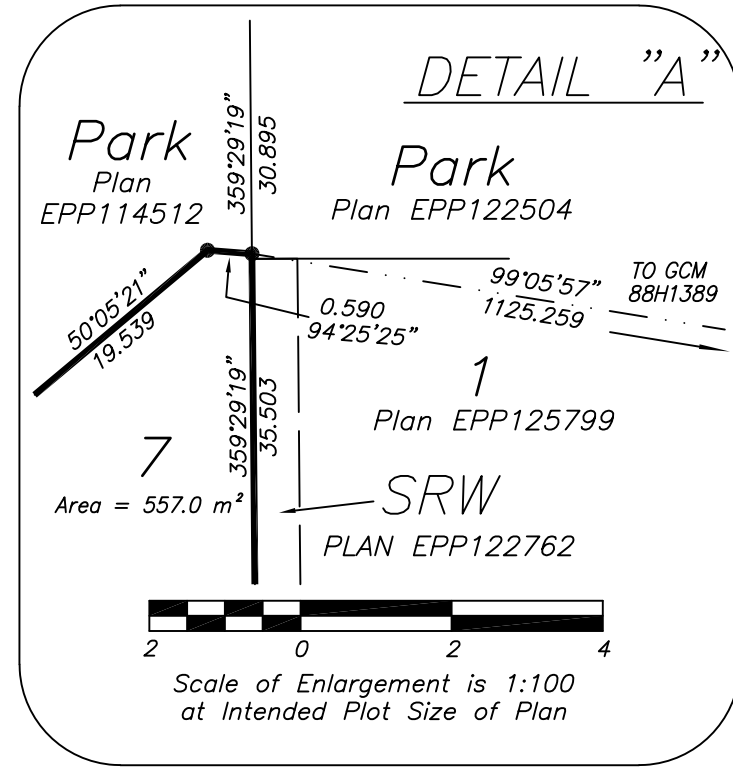 DETAIL "A"
Park
Plan
EPP114512
359°29'19"
30.895
Park
Plan EPP122504
50°05'21"
19.539
0.590
94°25'25"
99°05'57"
1125.259
TO GCM
88H1389
359°29'19"
35.503
1
Plan EPP125799
7
Area = 557.0 m²
SRW
PLAN EPP122762
2 0 2 4
Scale of Enlargement is 1:100
at Intended Plot Size of Plan